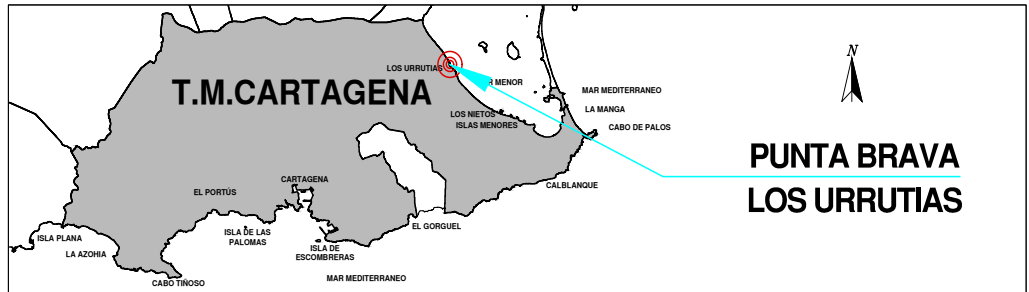 N
LOS URRUTIAS
T.M.CARTAGENA
R MENOR
MAR MEDITERRANEO
LA MANGA
LOS NIETOS
ISLAS MENORES
CABO DE PALOS
PUNTA BRAVA
LOS URRUTIAS
CARTAGENA
CALBLANQUE
EL PORTÚS
EL GORGUEL
ISLA DE LAS
PALOMAS
ISLA PLANA
LA AZOHIA
ISLA DE
ESCOMBRERAS
CABO TIÑOSO
MAR MEDITERRANEO